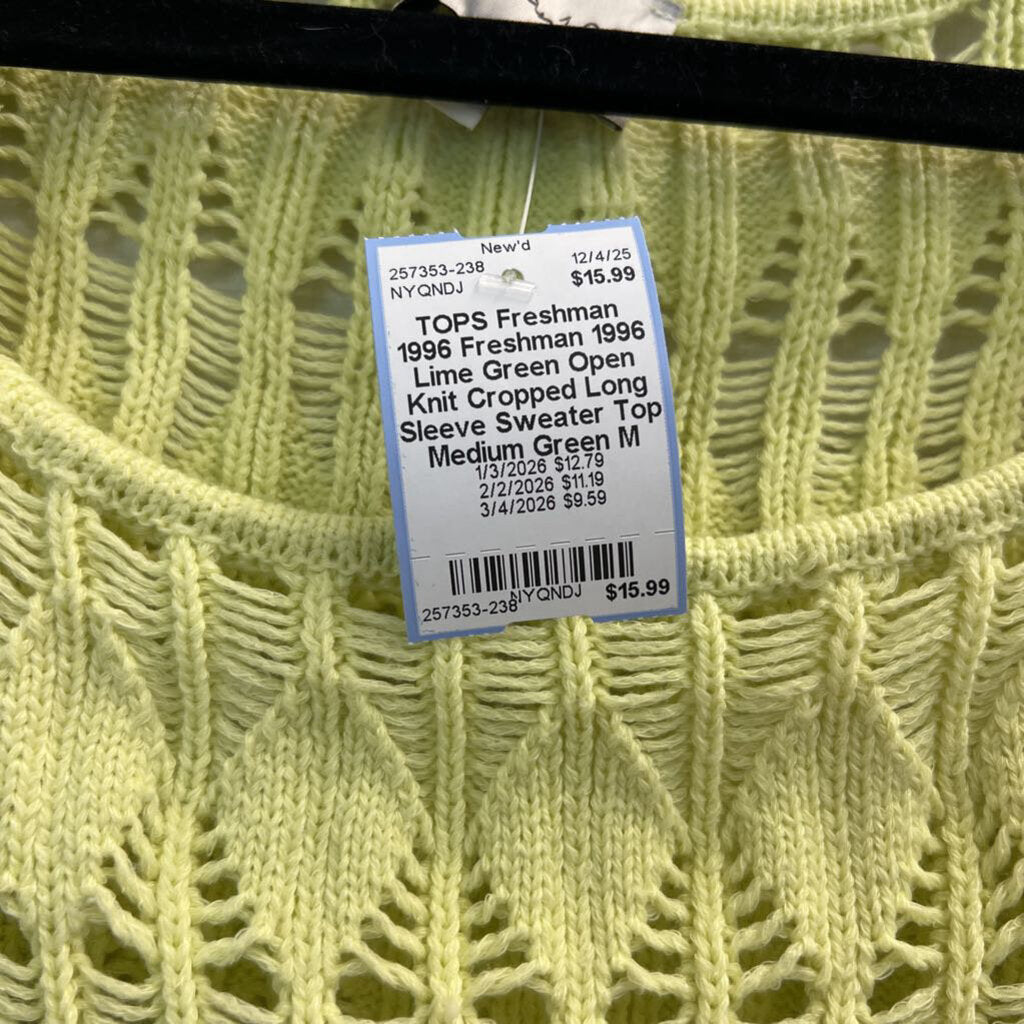 New'd
257353-238 12/4/25
NYQNDJ $15.99
TOPS Freshman
1996 Freshman 1996
Lime Green Open
Knit Cropped Long
Sleeve Sweater Top
Medium Green M
1/3/2026 $12.79
2/2/2026 $11.19
3/4/2026 $9.59
257353-238 NYQNDJ $15.99